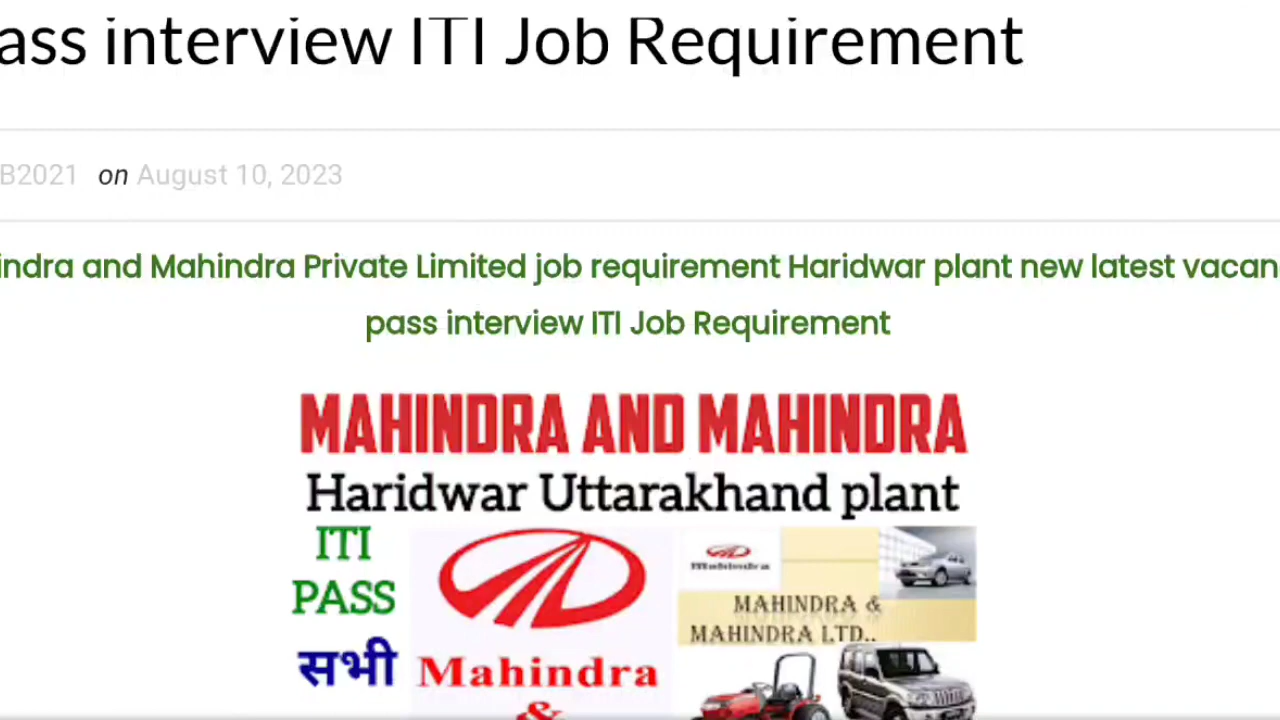 ass interview ITI Job Requirement
B2021 on August 10, 2023
indra and Mahindra Private Limited job requirement Haridwar plant new latest vacan
pass interview ITI Job Requirement
MAHINDRA AND MAHINDRA
Haridwar Uttarakhand plant
ITI
PASS
सभी
Mahindra
&
Mahindra
MAHINDRA &
MAHINDRA LTD..